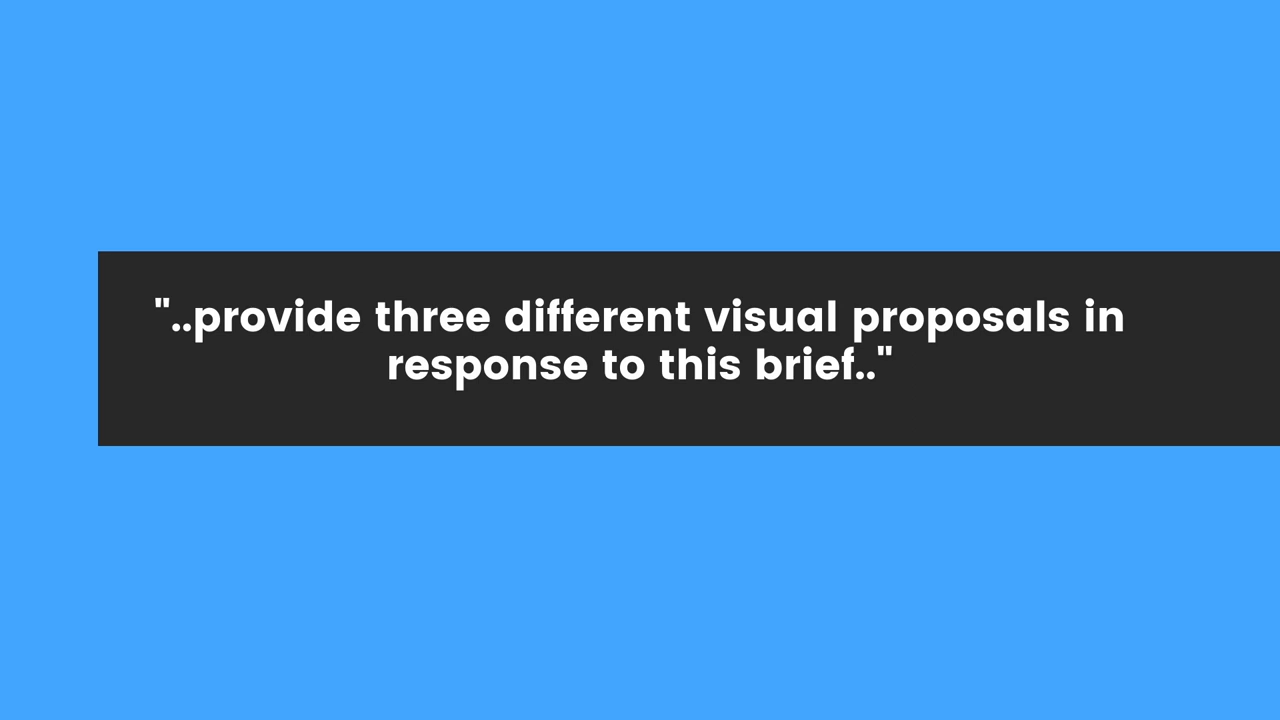 "..provide three different visual proposals in
response to this brief.."